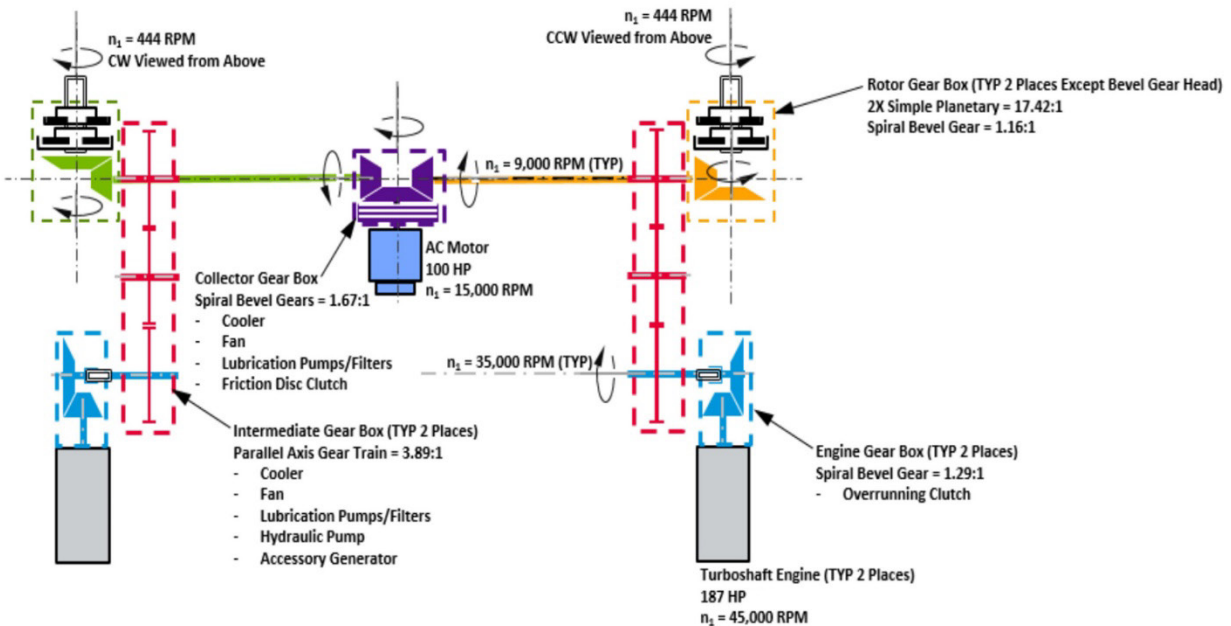 n₁ = 444 RPM
CW Viewed from Above
n₁ = 444 RPM
CCW Viewed from Above
Rotor Gear Box (TYP 2 Places Except Bevel Gear Head)
2X Simple Planetary = 17.42:1
Spiral Bevel Gear = 1.16:1
n₁ = 9,000 RPM (TYP)
AC Motor
100 HP
n₁ = 15,000 RPM
Collector Gear Box
Spiral Bevel Gears = 1.67:1
- Cooler
- Fan
- Lubrication Pumps/Filters
- Friction Disc Clutch
n₁ = 35,000 RPM (TYP)
Intermediate Gear Box (TYP 2 Places)
Parallel Axis Gear Train = 3.89:1
- Cooler
- Fan
- Lubrication Pumps/Filters
- Hydraulic Pump
- Accessory Generator
Engine Gear Box (TYP 2 Places)
Spiral Bevel Gear = 1.29:1
- Overrunning Clutch
Turboshaft Engine (TYP 2 Places)
187 HP
n₁ = 45,000 RPM